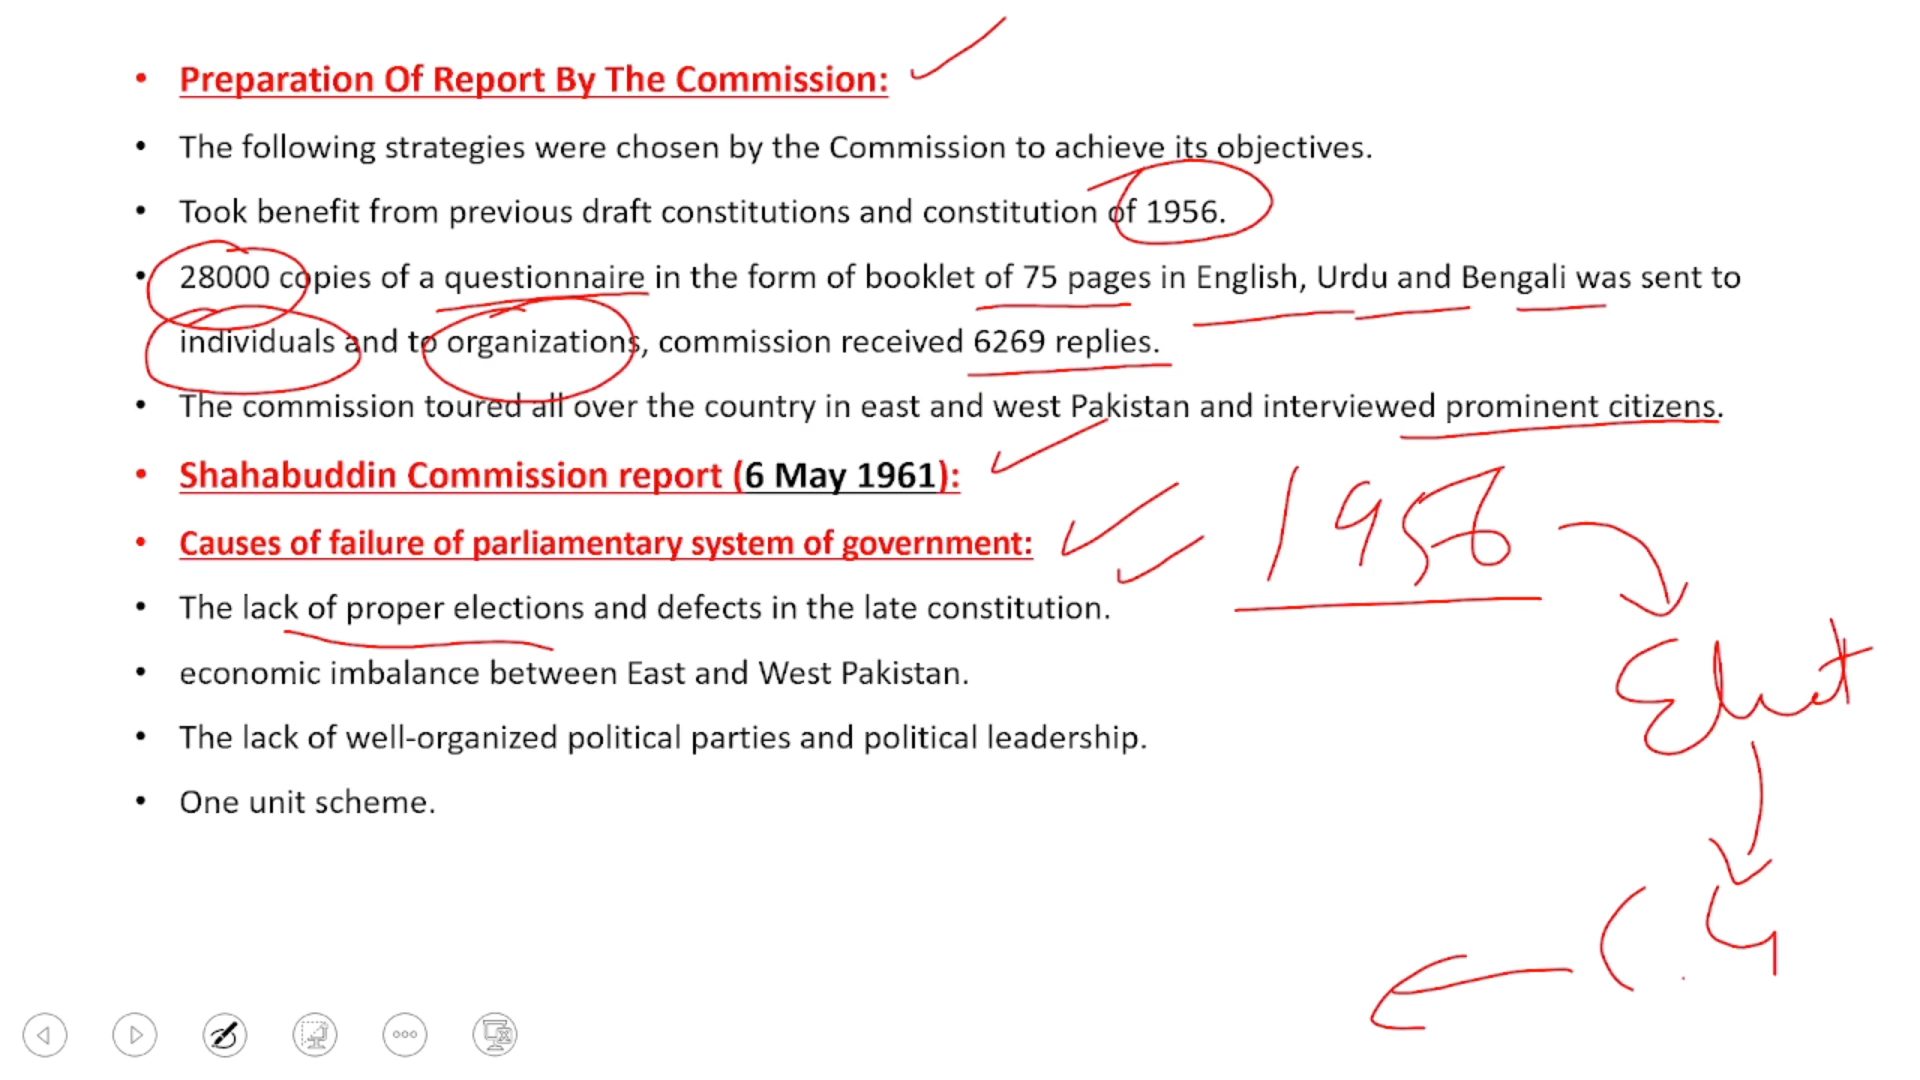 • Preparation Of Report By The Commission:
• The following strategies were chosen by the Commission to achieve its objectives.
• Took benefit from previous draft constitutions and constitution of 1956.
• 28000 copies of a questionnaire in the form of booklet of 75 pages in English, Urdu and Bengali was sent to
individuals and to organizations, commission received 6269 replies.
• The commission toured all over the country in east and west Pakistan and interviewed prominent citizens.
• Shahabuddin Commission report (6 May 1961):
• Causes of failure of parliamentary system of government:
1956
• The lack of proper elections and defects in the late constitution.
• economic imbalance between East and West Pakistan.
• The lack of well-organized political parties and political leadership.
• One unit scheme.